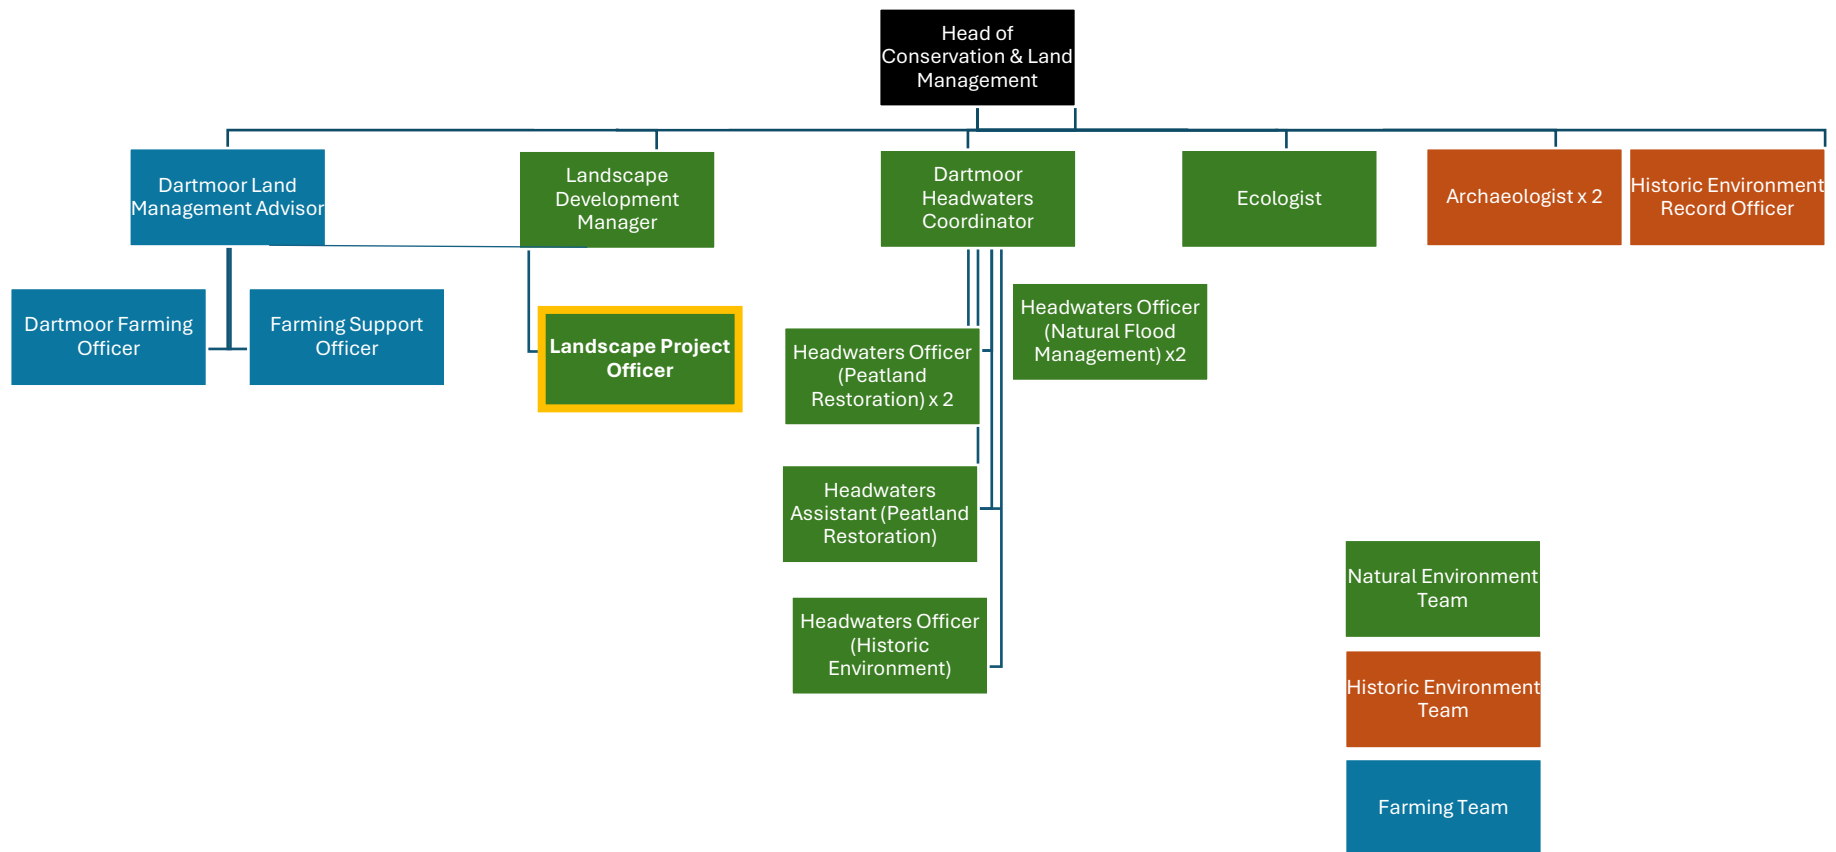 Head of
Conservation & Land
Management
Dartmoor Land
Management Advisor
Landscape
Development
Manager
Dartmoor
Headwaters
Coordinator
Ecologist
Archaeologist x 2
Historic Environment
Record Officer
Dartmoor Farming
Officer
Farming Support
Officer
Landscape Project
Officer
Headwaters Officer
(Peatland
Restoration) x 2
Headwaters Officer
(Natural Flood
Management) x2
Headwaters
Assistant (Peatland
Restoration)
Headwaters Officer
(Historic
Environment)
Natural Environment
Team
Historic Environment
Team
Farming Team